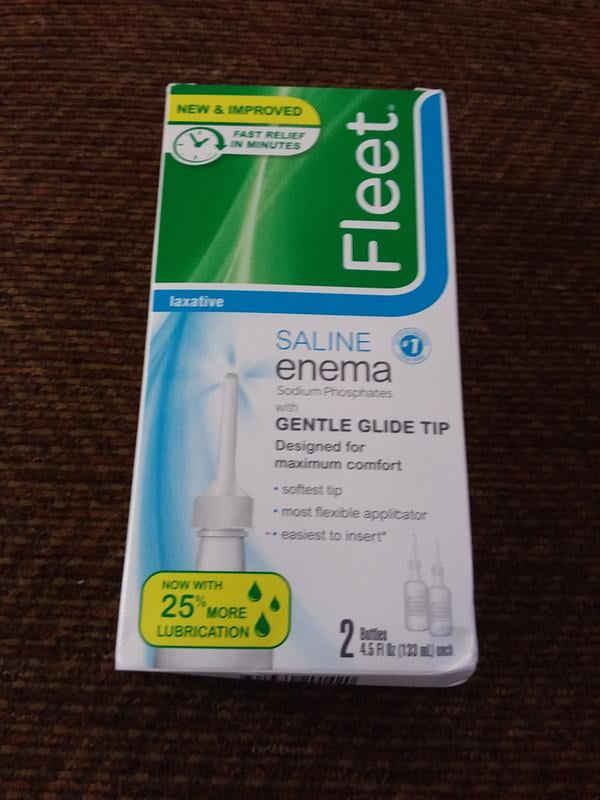 NEW & IMPROVED
FAST RELIEF
IN MINUTES
Fleet®
laxative
SALINE
enema
#1
Sodium Phosphates
with
GENTLE GLIDE TIP
Designed for
maximum comfort
• softest tip
• most flexible applicator
• easiest to insert*
NOW WITH
25% MORE
LUBRICATION
2 Bottles
4.5 Fl Oz (133 mL) each